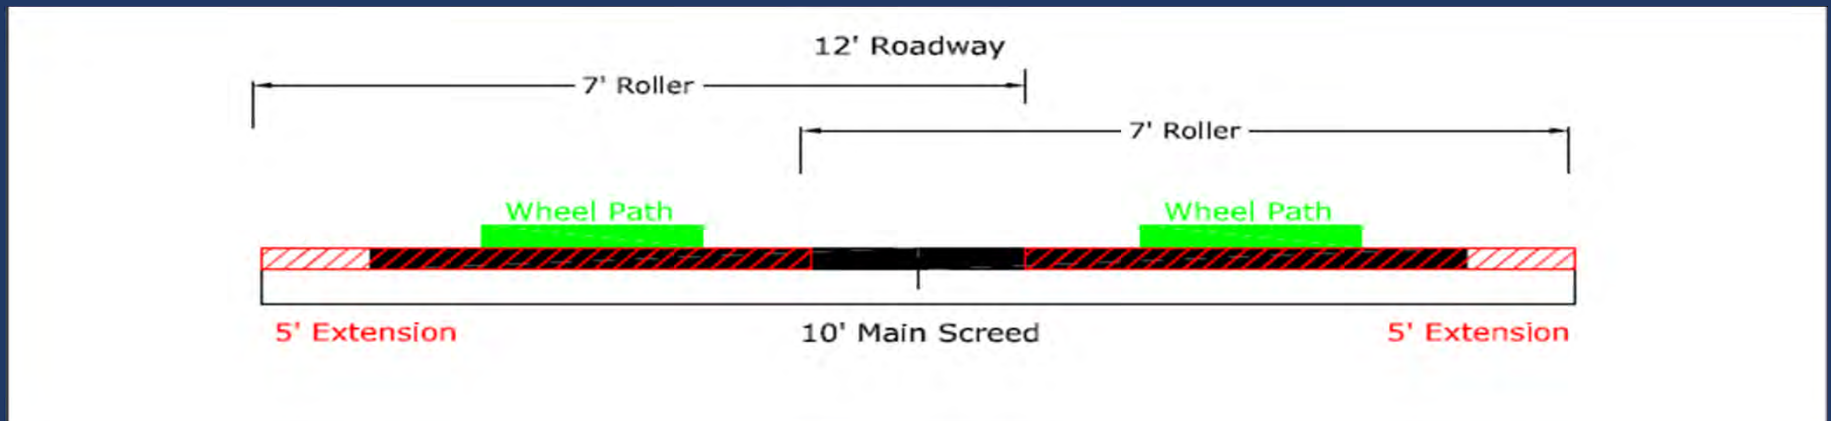 12' Roadway
7' Roller
7' Roller
Wheel Path
Wheel Path
5' Extension
10' Main Screed
5' Extension